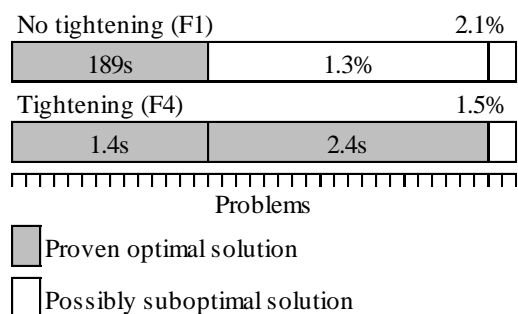 No tightening (F1) 2.1%
189s 1.3%
Tightening (F4) 1.5%
1.4s 2.4s
Problems
Proven optimal solution
Possibly suboptimal solution